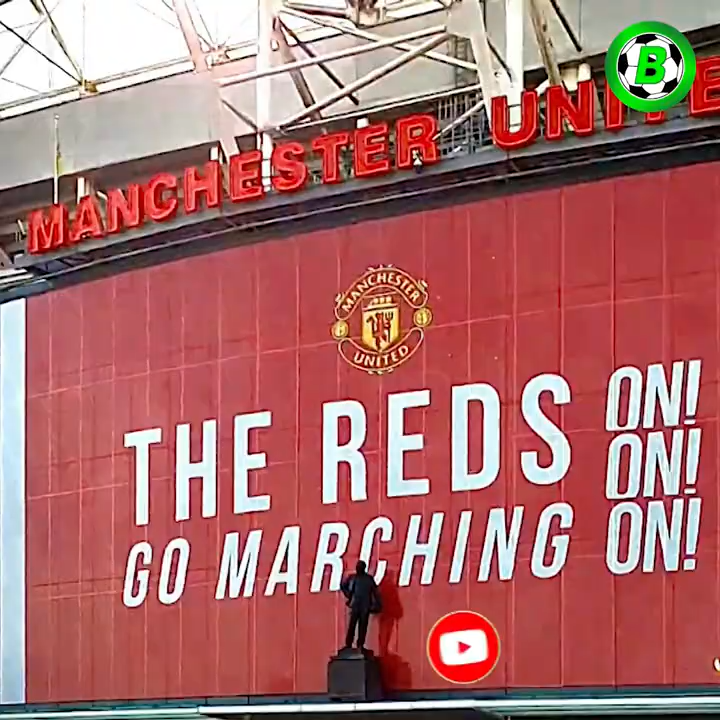 B
MANCHESTER UNITE
MANCHESTER
UNITED
THE REDS ON!
ON!
GO MARCHING ON!